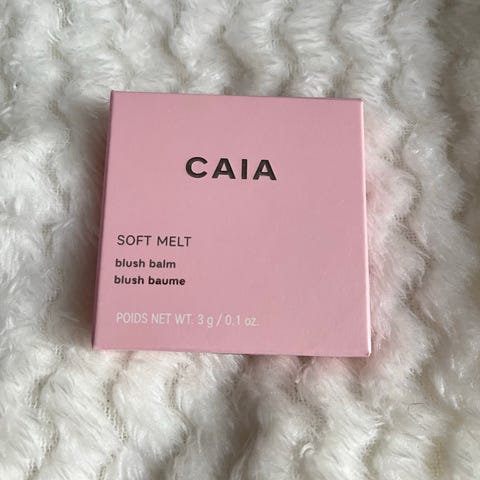 CAIA
SOFT MELT
blush balm
blush baume
POIDS NET WT. 3 g / 0.1 oz.